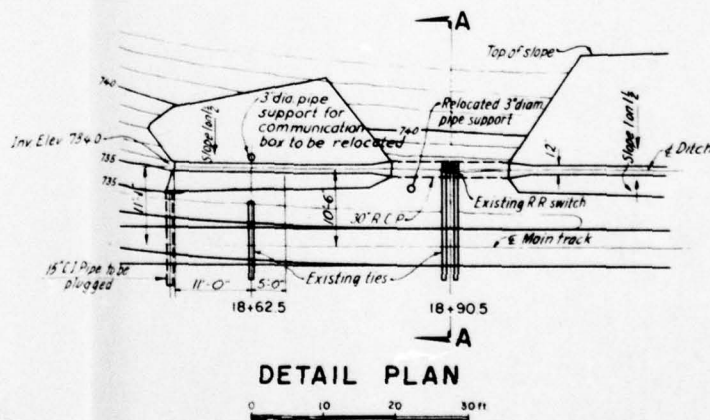 A
Top of slope
740
3"dia. pipe
support for
communication
box to be relocated
Slope 1 on 1½
Relocated 3"diam.
pipe support
740
Inv. Elev. 734.0
735
735
12"
Slope 1 on 1½
℄ Ditch
11'-1"
10'-6"
30" R.C.P.
Existing RR switch
℄ Main track
15" C.I. Pipe to be
plugged
11'-0"
5'-0"
Existing ties
18+62.5
18+90.5
A
DETAIL PLAN
0 10 20 30 ft